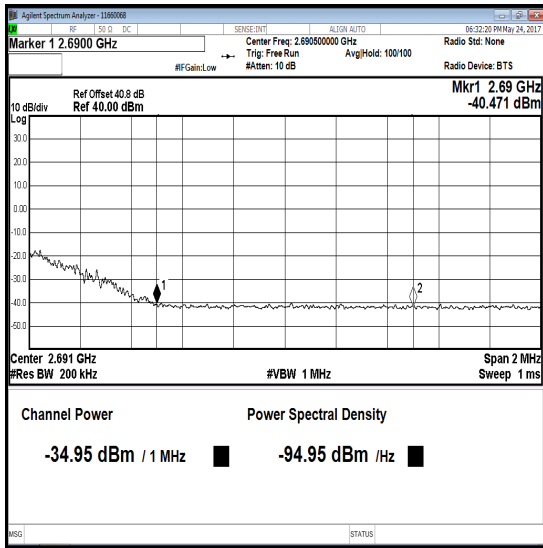 Agilent Spectrum Analyzer - 11660068
LXI RF 50 Ω DC SENSE:INT ALIGN AUTO 06:32:20 PM May 24, 2017
Marker 1 2.6900 GHz
Center Freq: 2.690500000 GHz
Radio Std: None
Trig: Free Run Avg|Hold: 100/100
#IFGain:Low #Atten: 10 dB Radio Device: BTS
Mkr1 2.69 GHz
-40.471 dBm
Ref Offset 40.8 dB
10 dB/div Ref 40.00 dBm
Log
30.0
20.0
10.0
0.00
-10.0
-20.0
-30.0
-40.0
-50.0
1
2
Center 2.691 GHz Span 2 MHz
#Res BW 200 kHz #VBW 1 MHz Sweep 1 ms
Channel Power Power Spectral Density
-34.95 dBm / 1 MHz -94.95 dBm /Hz
MSG STATUS